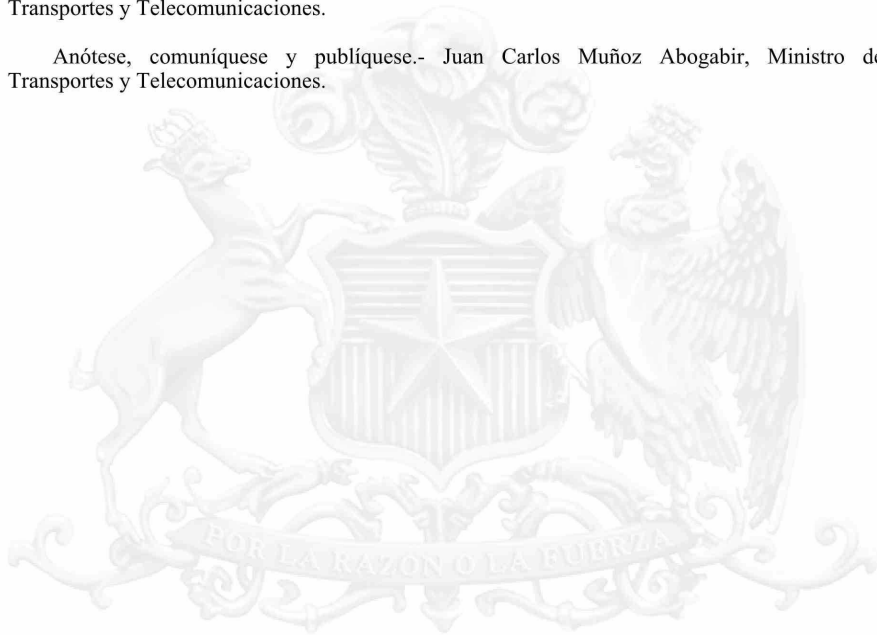 Transportes y Telecomunicaciones.
Anótese, comuníquese y publíquese.- Juan Carlos Muñoz Abogabir, Ministro de
Transportes y Telecomunicaciones.
POR LA RAZON O LA FUERZA